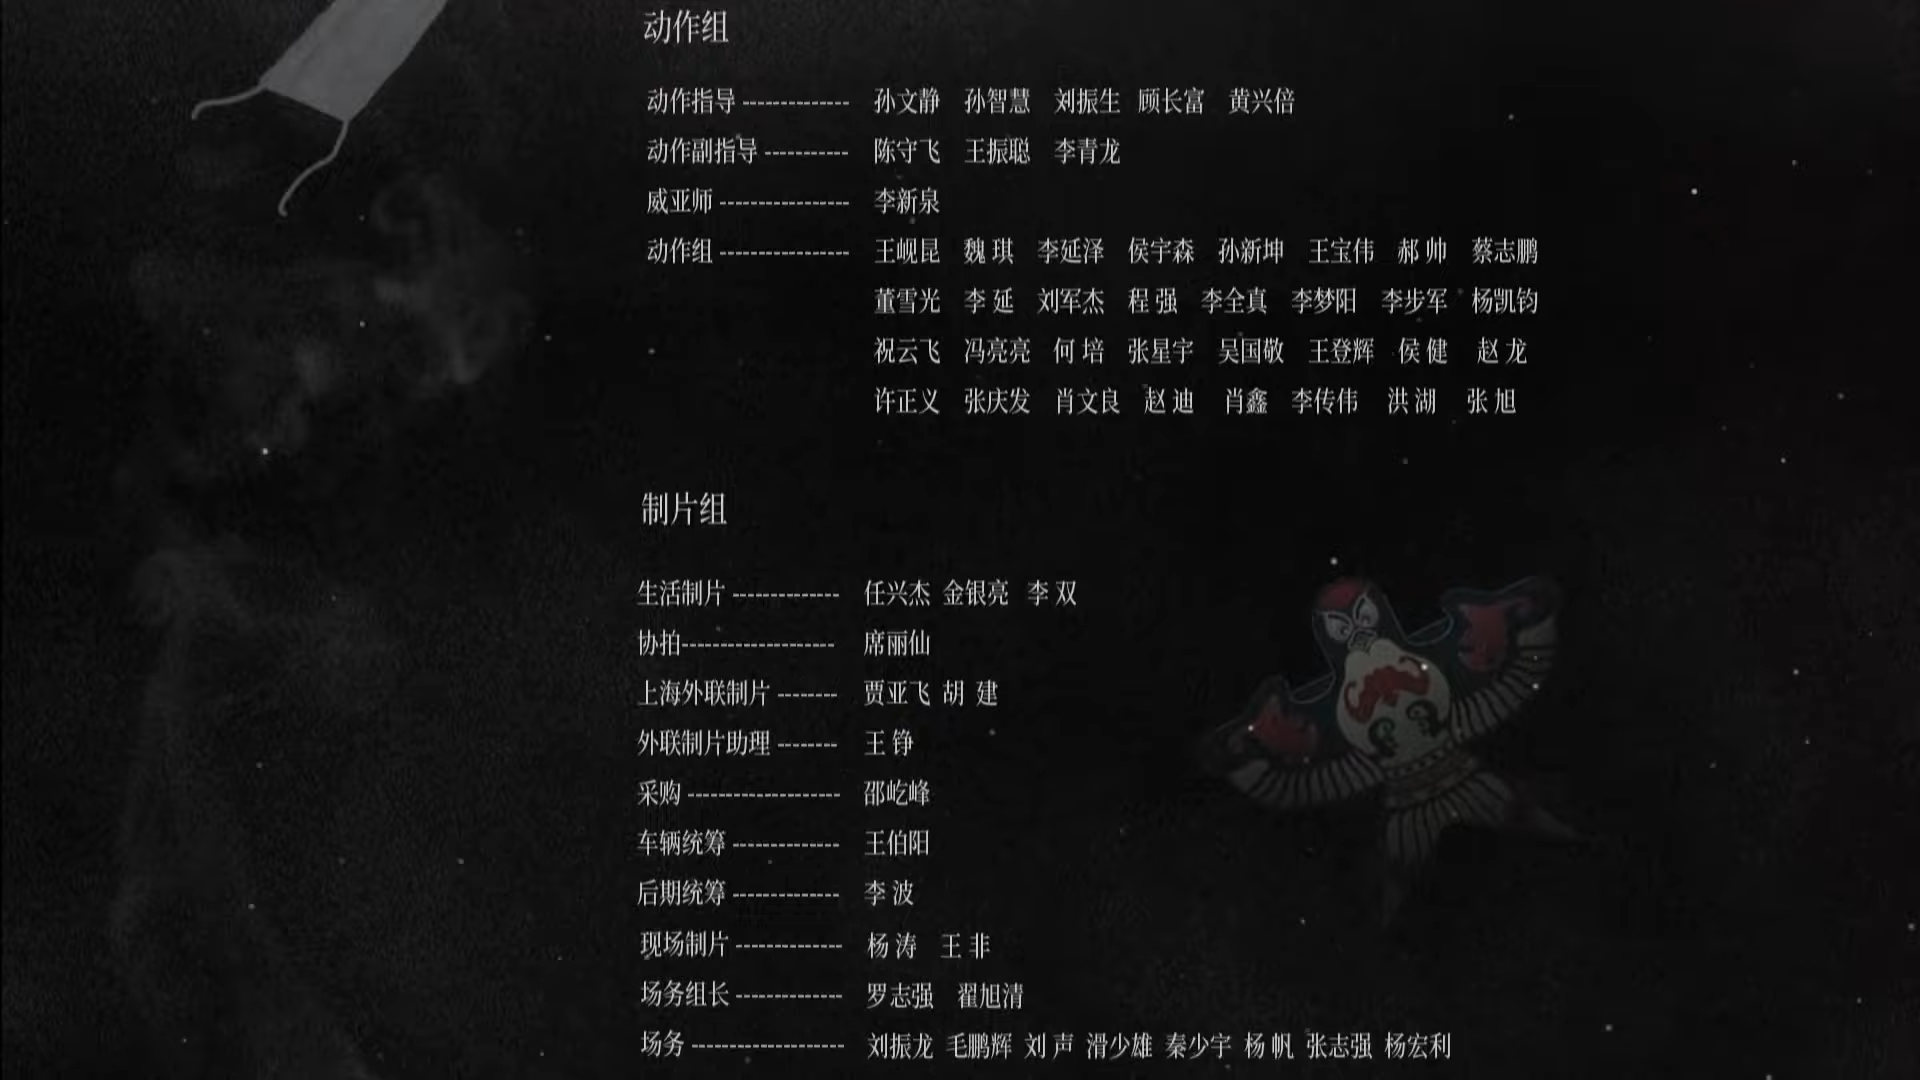 动作组
动作指导 -------------- 孙文静 孙智慧 刘振生 顾长富 黄兴倍
动作副指导 ----------- 陈守飞 王振聪 李青龙
威亚师 ----------------- 李新泉
动作组 ----------------- 王岘昆 魏 琪 李延泽 侯宇森 孙新坤 王宝伟 郝 帅 蔡志鹏
董雪光 李 延 刘军杰 程 强 李全真 李梦阳 李步军 杨凯钧
祝云飞 冯亮亮 何 培 张星宇 吴国敬 王登辉 侯 健 赵 龙
许正义 张庆发 肖文良 赵 迪 肖鑫 李传伟 洪 湖 张 旭
制片组
生活制片 -------------- 任兴杰 金银亮 李 双
协拍-------------------- 席丽仙
上海外联制片 -------- 贾亚飞 胡 建
外联制片助理 -------- 王 铮
采购 -------------------- 邵屹峰
车辆统筹 -------------- 王伯阳
后期统筹 -------------- 李 波
现场制片 -------------- 杨 涛 王 非
场务组长 -------------- 罗志强 翟旭清
场务 -------------------- 刘振龙 毛鹏辉 刘 声 滑少雄 秦少宇 杨 帆 张志强 杨宏利